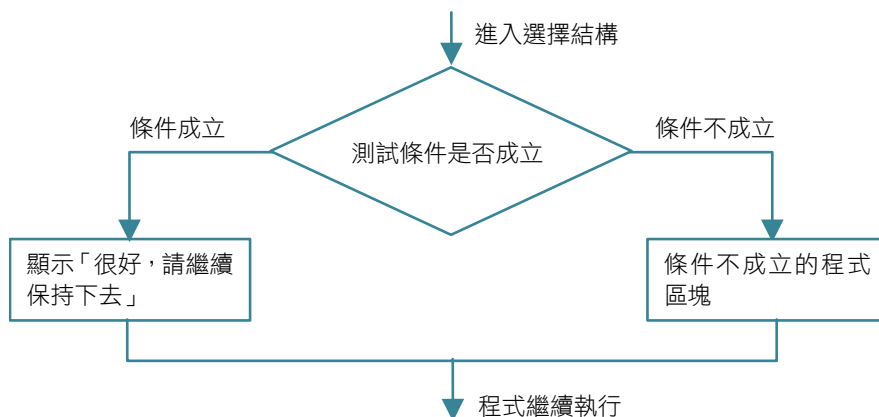 進入選擇結構
條件成立
條件不成立
測試條件是否成立
顯示「很好，請繼續
保持下去」
條件不成立的程式
區塊
程式繼續執行